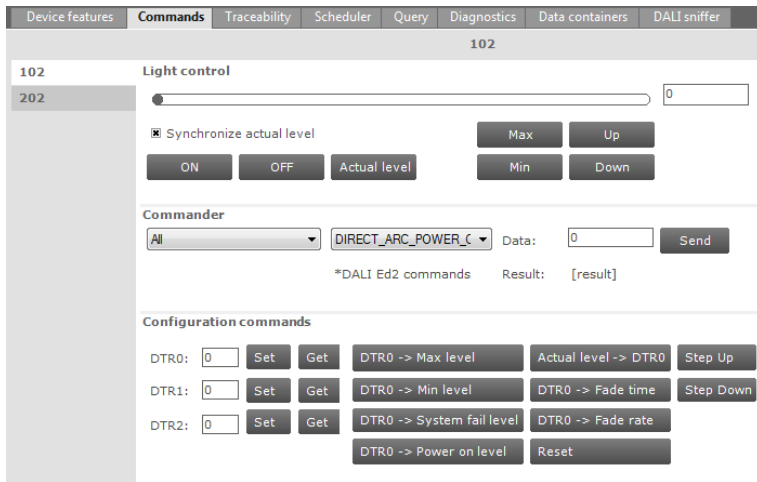 Device features Commands Traceability Scheduler Query Diagnostics Data containers DALI sniffer
102
102
202
Light control
0
Synchronize actual level
Max Up
ON OFF Actual level Min Down
Commander
All DIRECT_ARC_POWER_C Data: 0 Send
*DALI Ed2 commands Result: [result]
Configuration commands
DTR0: 0 Set Get DTR0 -> Max level Actual level -> DTR0 Step Up
DTR1: 0 Set Get DTR0 -> Min level DTR0 -> Fade time Step Down
DTR2: 0 Set Get DTR0 -> System fail level DTR0 -> Fade rate
DTR0 -> Power on level Reset